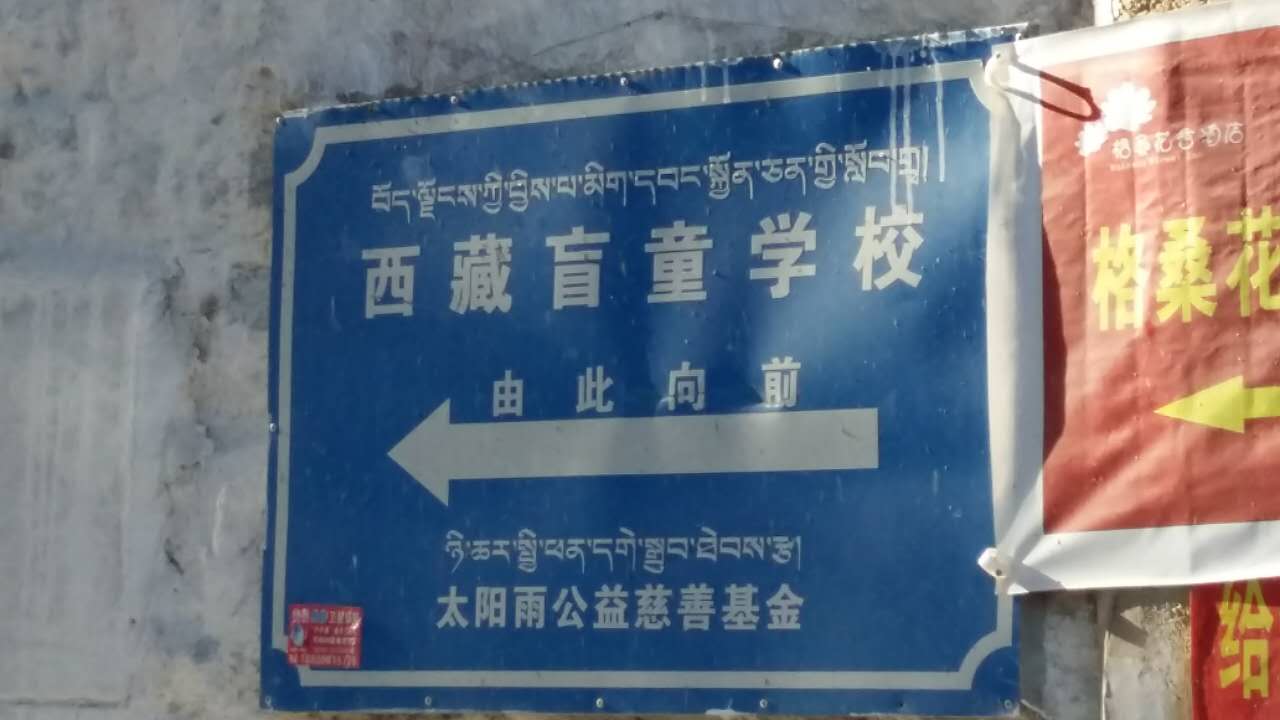 བོད་ལྗོངས་ཀྱི་བྱིས་པ་མིག་དབང་སྐྱོན་ཅན་གྱི་སློབ་གྲྭ།
西藏盲童学校
由此向前
ཉི་ཆར་སྤྱི་ཕན་དགེ་སྒྲུབ་ཐེབས་རྩ།
太阳雨公益慈善基金
格桑花
给